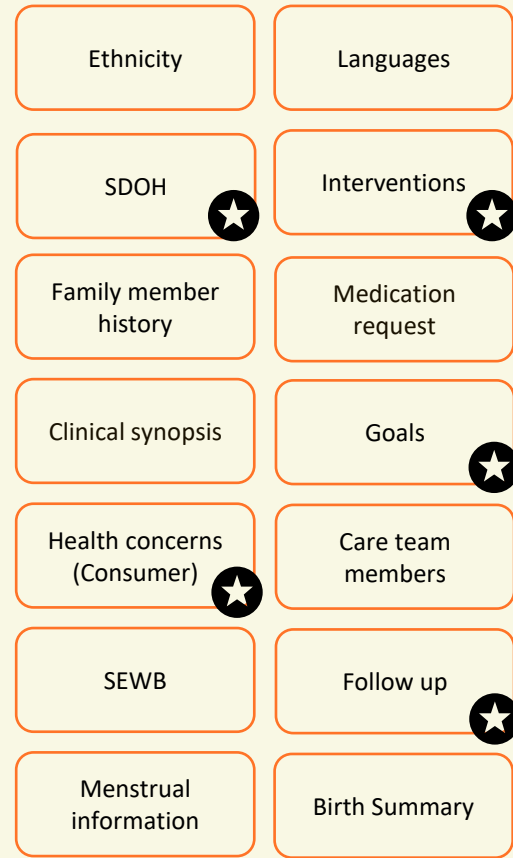 Ethnicity
Languages
SDOH
Interventions
Family member
history
Medication
request
Clinical synopsis
Goals
Health concerns
(Consumer)
Care team
members
SEWB
Follow up
Menstrual
information
Birth Summary